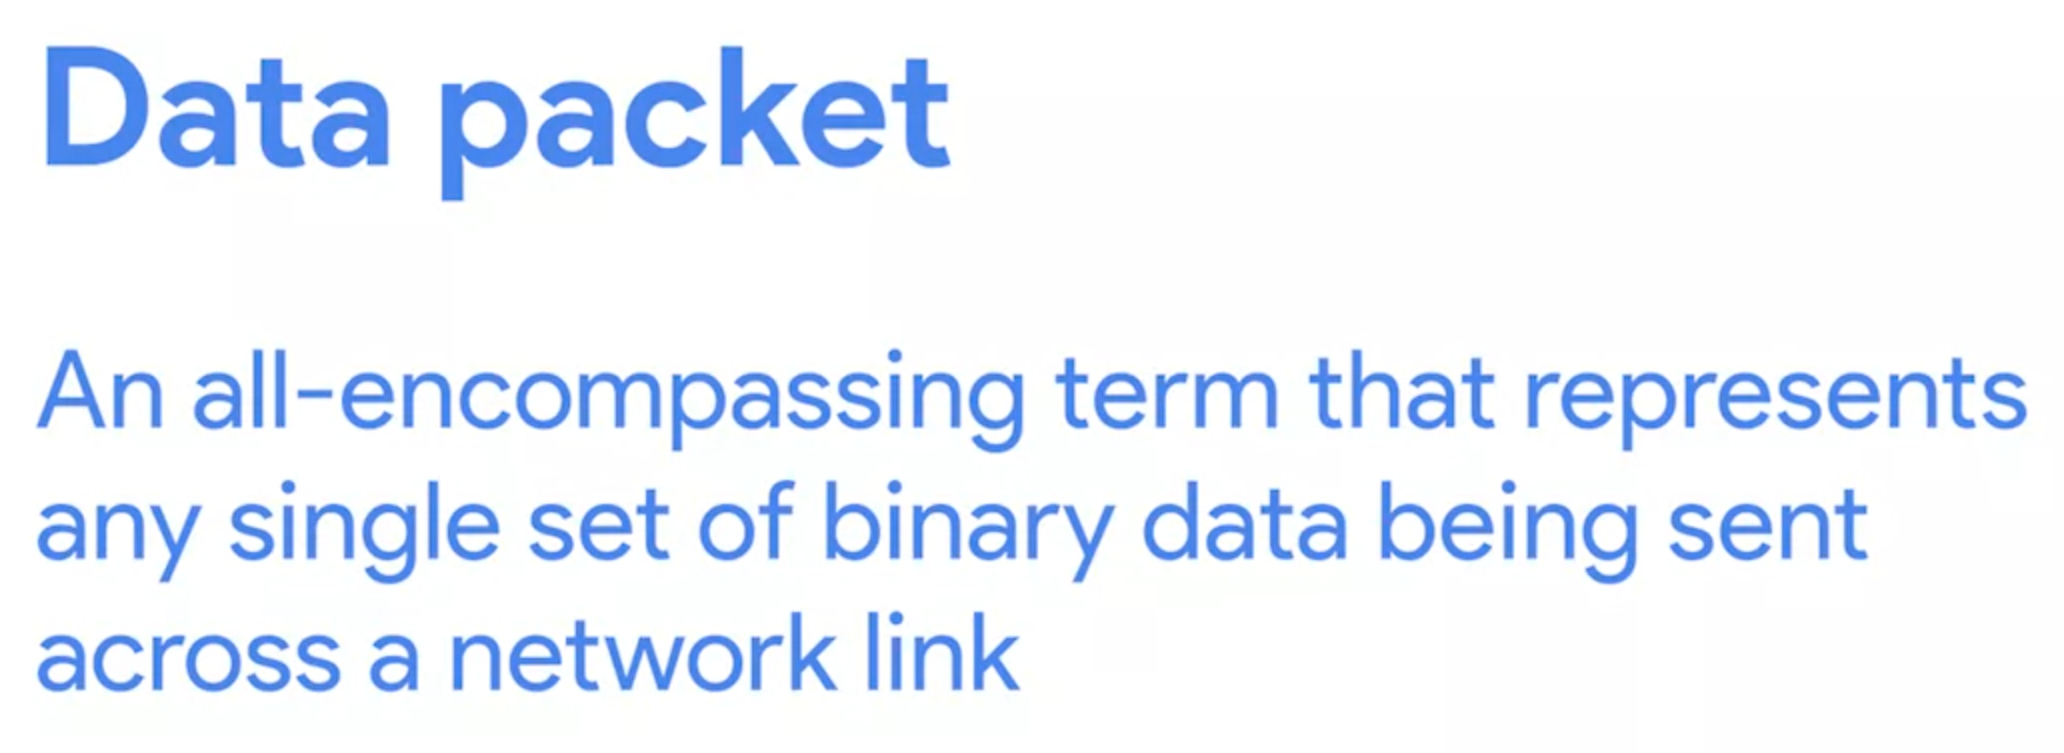 Data packet
An all-encompassing term that represents
any single set of binary data being sent
across a network link